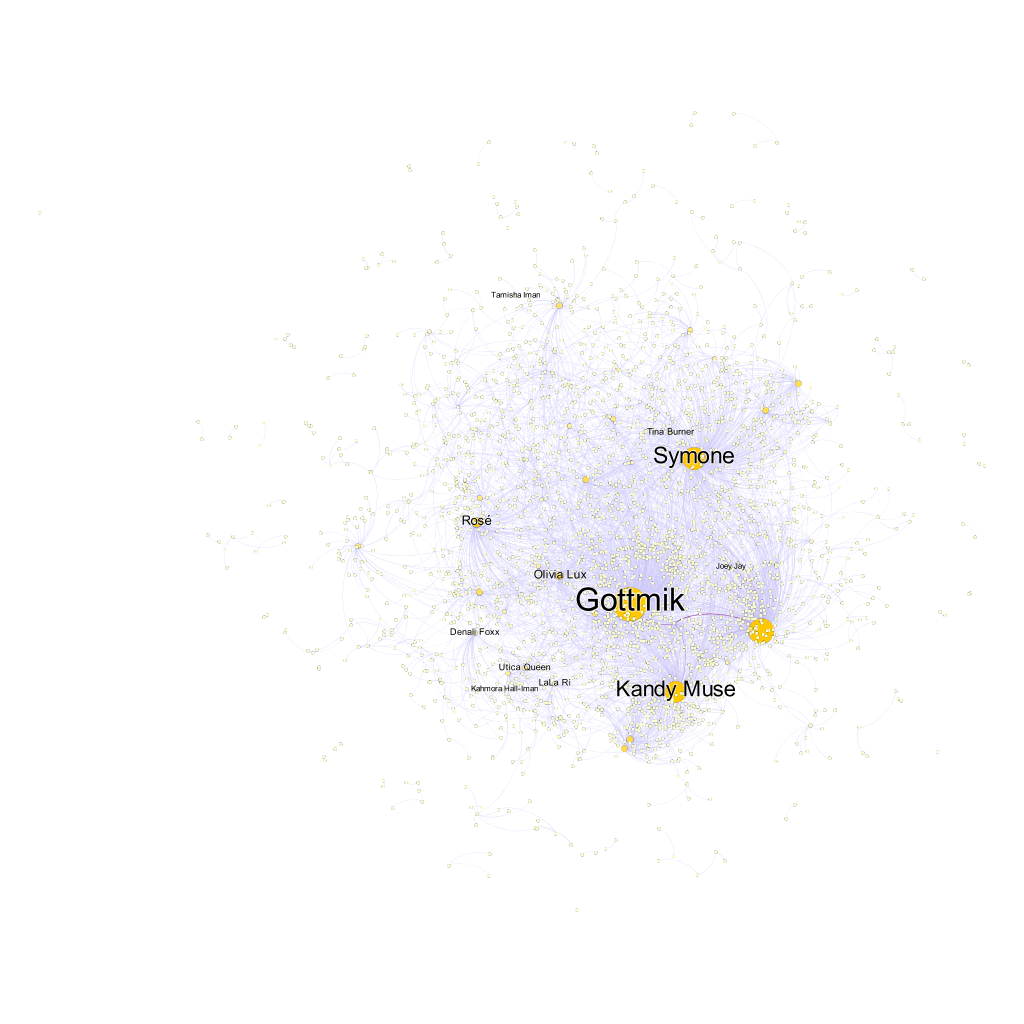 Tamisha Iman
Tina Burner
Symone
Rosé
Joey Jay
Olivia Lux
Gottmik
Denali Foxx
Utica Queen
LaLa Ri
Kahmora Hall-Iman
Kandy Muse